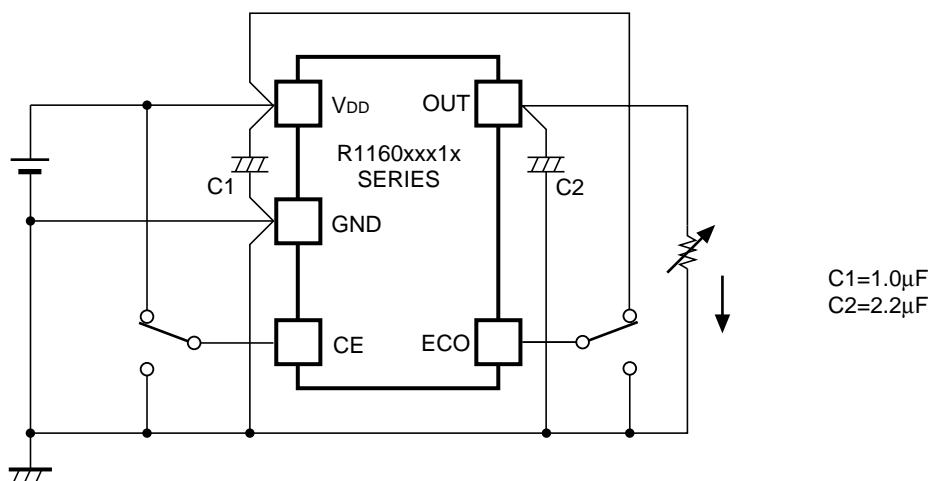 VDD
OUT
R1160xxx1x
SERIES
C1
C2
GND
C1=1.0μF
C2=2.2μF
CE
ECO